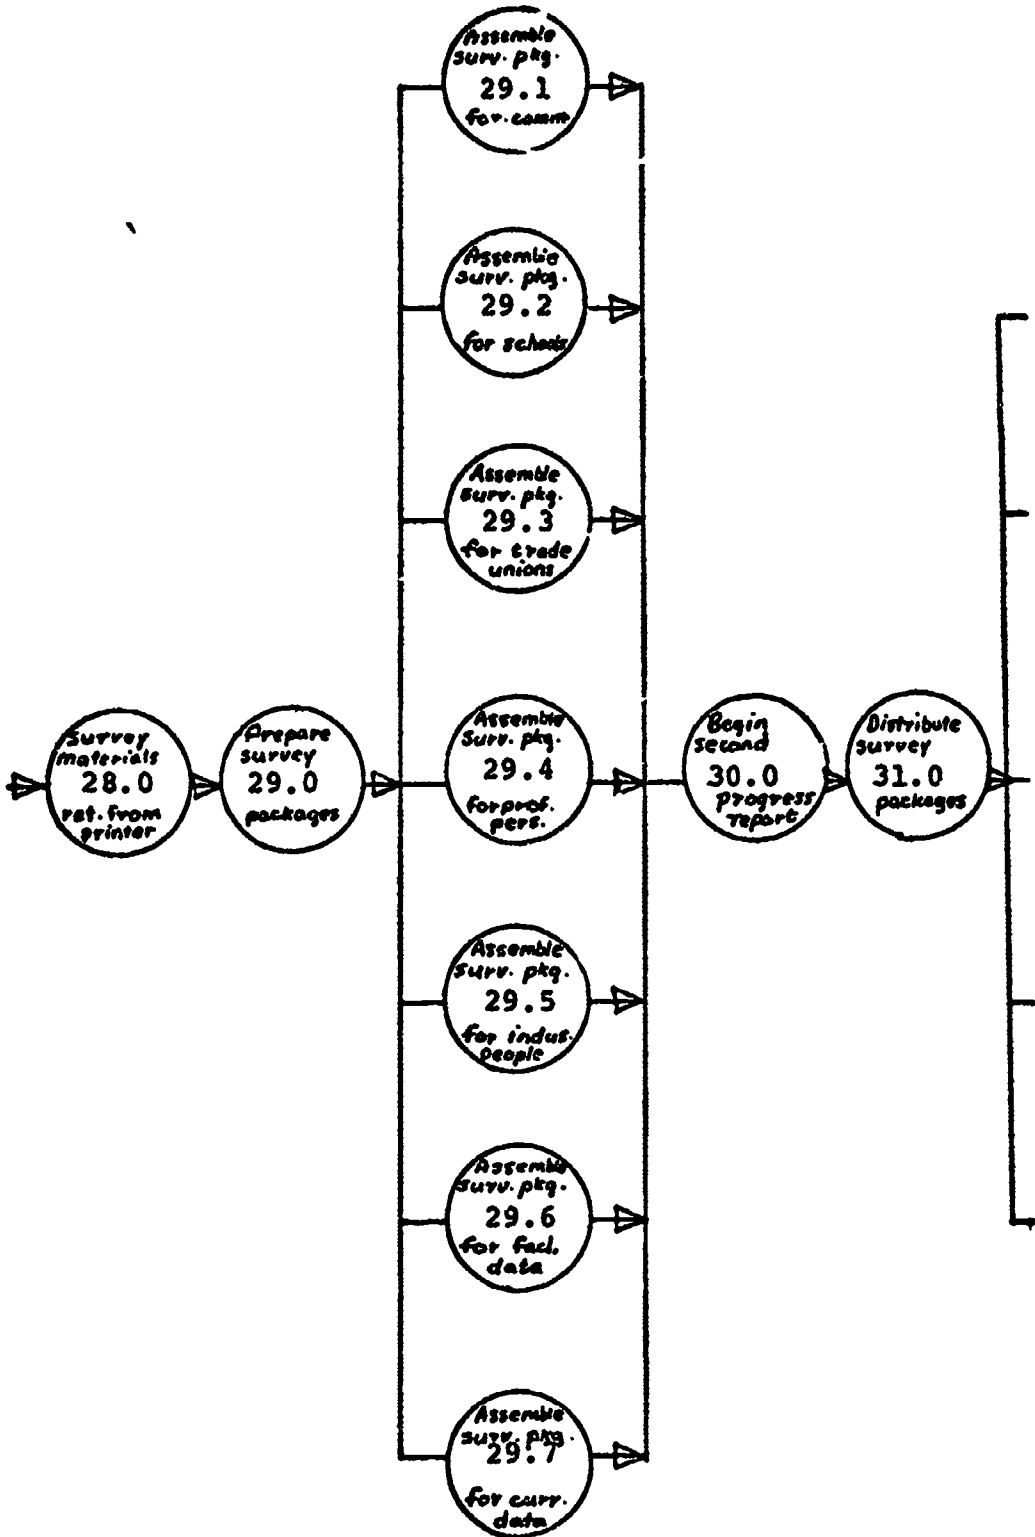 Assemble
surv. pkg.
29.1
for comm
Assemble
surv. pkg.
29.2
for schools
Assemble
surv. pkg.
29.3
for trade
unions
Survey
materials
28.0
ret. from
printer
Prepare
survey
29.0
packages
Assemble
surv. pkg.
29.4
for prof.
pers.
Begin
second
30.0
progress
report
Distribute
survey
31.0
packages
Assemble
surv. pkg.
29.5
for indus.
people
Assemble
surv. pkg.
29.6
for facl.
data
Assemble
surv. pkg.
29.7
for curr.
data